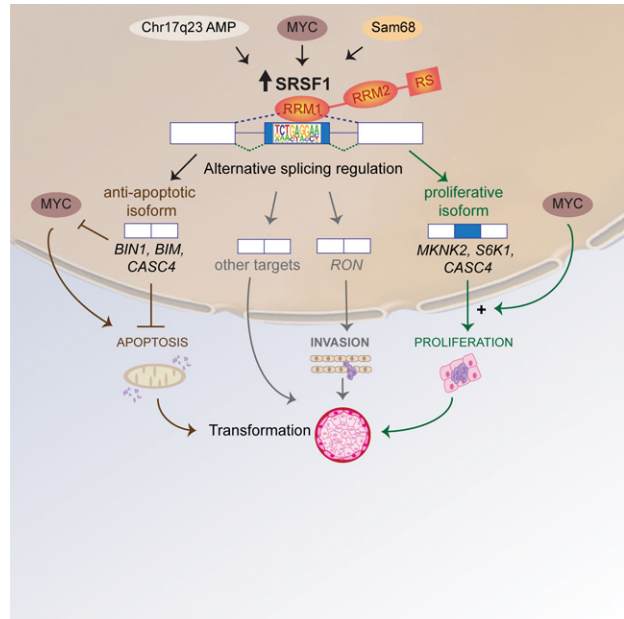 Chr17q23 AMP
MYC
Sam68
SRSF1
RRM1
RRM2
RS
TCTGAGGAA
Alternative splicing regulation
anti-apoptotic
isoform
proliferative
isoform
MYC
MYC
BIN1, BIM,
CASC4
other targets
RON
MKNK2, S6K1,
CASC4
+
APOPTOSIS
INVASION
PROLIFERATION
Transformation